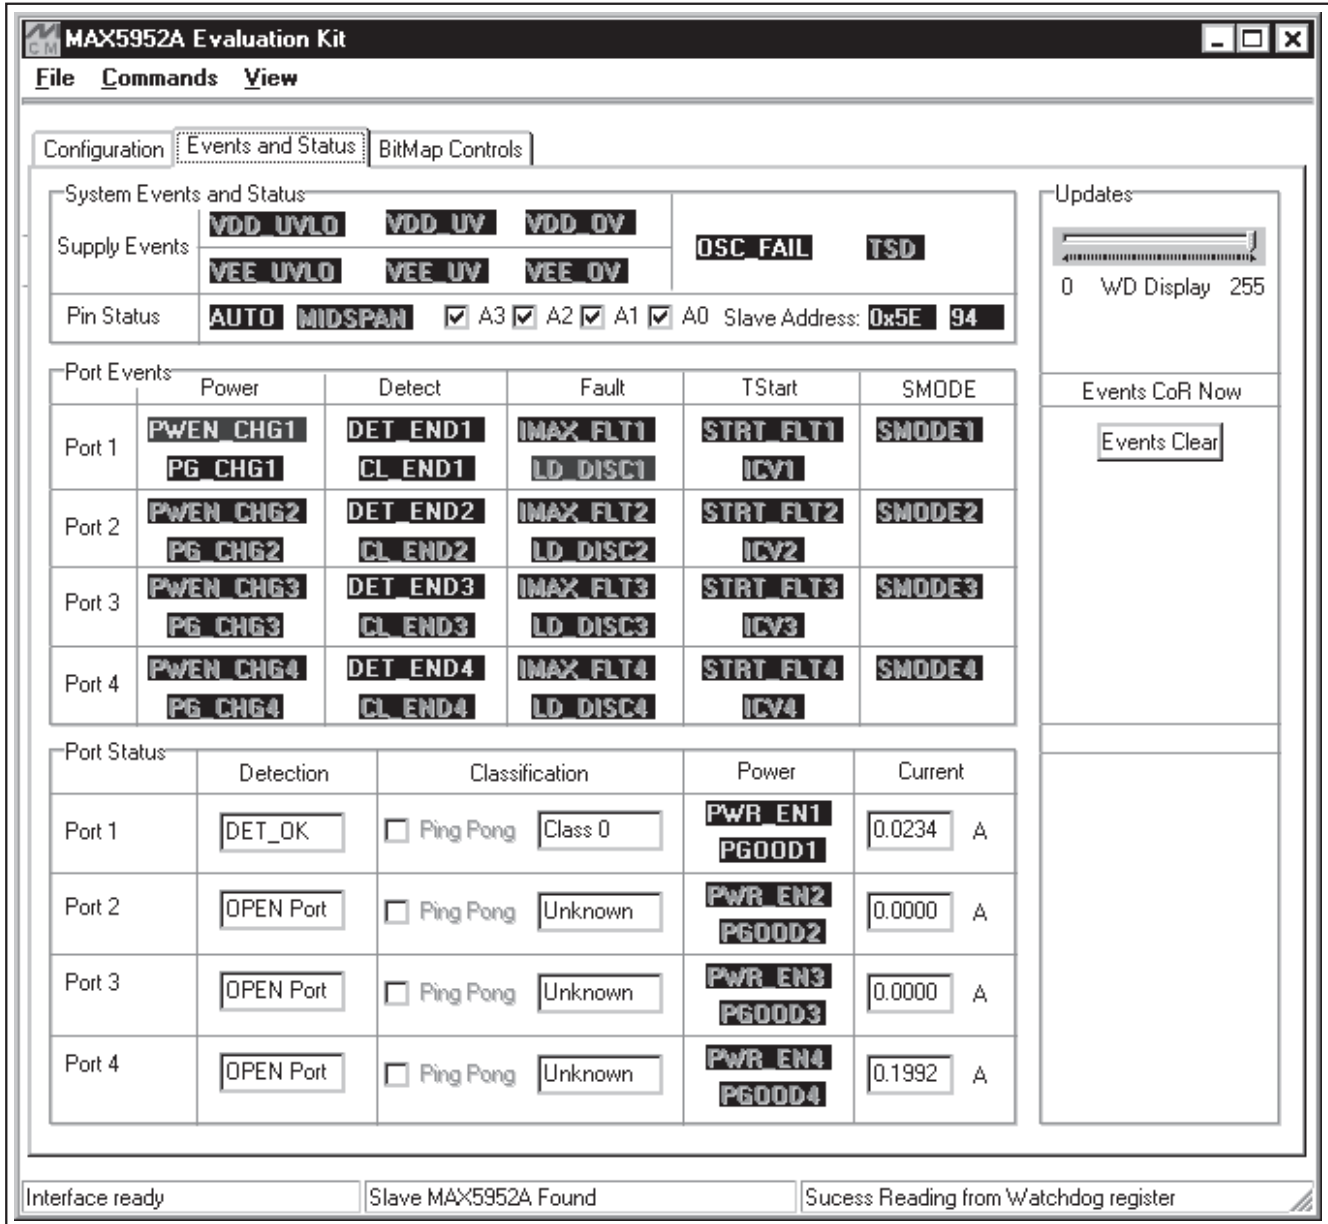 CM MAX5952A Evaluation Kit
File Commands View
Configuration Events and Status BitMap Controls
System Events and Status
Updates
Supply Events VDD_UVLO VDD_UV VDD_OV
VEE_UVLO VEE_UV VEE_OV
OSC_FAIL TSD
0 WD Display 255
Pin Status AUTO MIDSPAN A3 A2 A1 A0 Slave Address: 0x5E 94
Port Events
Power Detect Fault TStart SMODE
Events CoR Now
Events Clear
Port 1 PWEN_CHG1 DET_END1 IMAX_FLT1 STRT_FLT1 SMODE1
PG_CHG1 CL_END1 LD_DISC1 ICV1
Port 2 PWEN_CHG2 DET_END2 IMAX_FLT2 STRT_FLT2 SMODE2
PG_CHG2 CL_END2 LD_DISC2 ICV2
Port 3 PWEN_CHG3 DET_END3 IMAX_FLT3 STRT_FLT3 SMODE3
PG_CHG3 CL_END3 LD_DISC3 ICV3
Port 4 PWEN_CHG4 DET_END4 IMAX_FLT4 STRT_FLT4 SMODE4
PG_CHG4 CL_END4 LD_DISC4 ICV4
Port Status
Detection Classification Power Current
Port 1 DET_OK Ping Pong Class 0 PWR_EN1 0.0234 A
PGOOD1
Port 2 OPEN Port Ping Pong Unknown PWR_EN2 0.0000 A
PGOOD2
Port 3 OPEN Port Ping Pong Unknown PWR_EN3 0.0000 A
PGOOD3
Port 4 OPEN Port Ping Pong Unknown PWR_EN4 0.1992 A
PGOOD4
Interface ready Slave MAX5952A Found Sucess Reading from Watchdog register